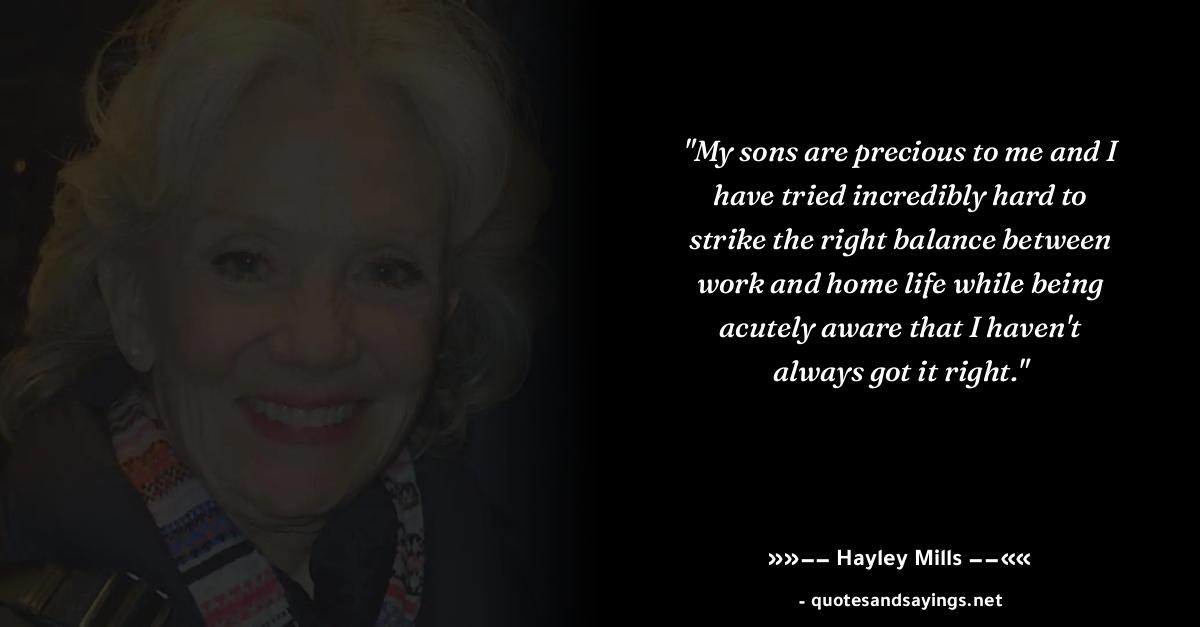 "My sons are precious to me and I
have tried incredibly hard to
strike the right balance between
work and home life while being
acutely aware that I haven't
always got it right."
»»−− Hayley Mills −−««
- quotesandsayings.net